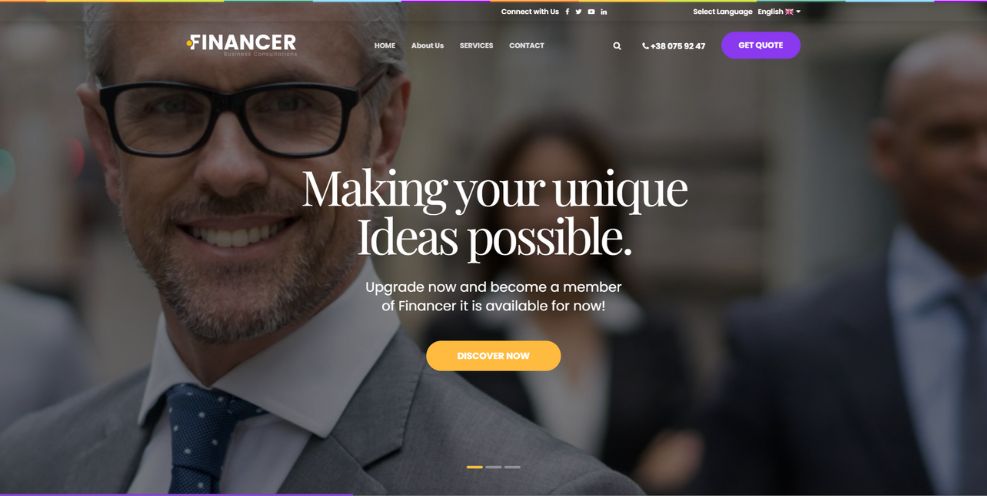 Connect with Us
Select Language English
FINANCER
Business Consultations
HOME About Us SERVICES CONTACT
+38 075 92 47
GET QUOTE
Making your unique
Ideas possible.
Upgrade now and become a member
of Financer it is available for now!
DISCOVER NOW